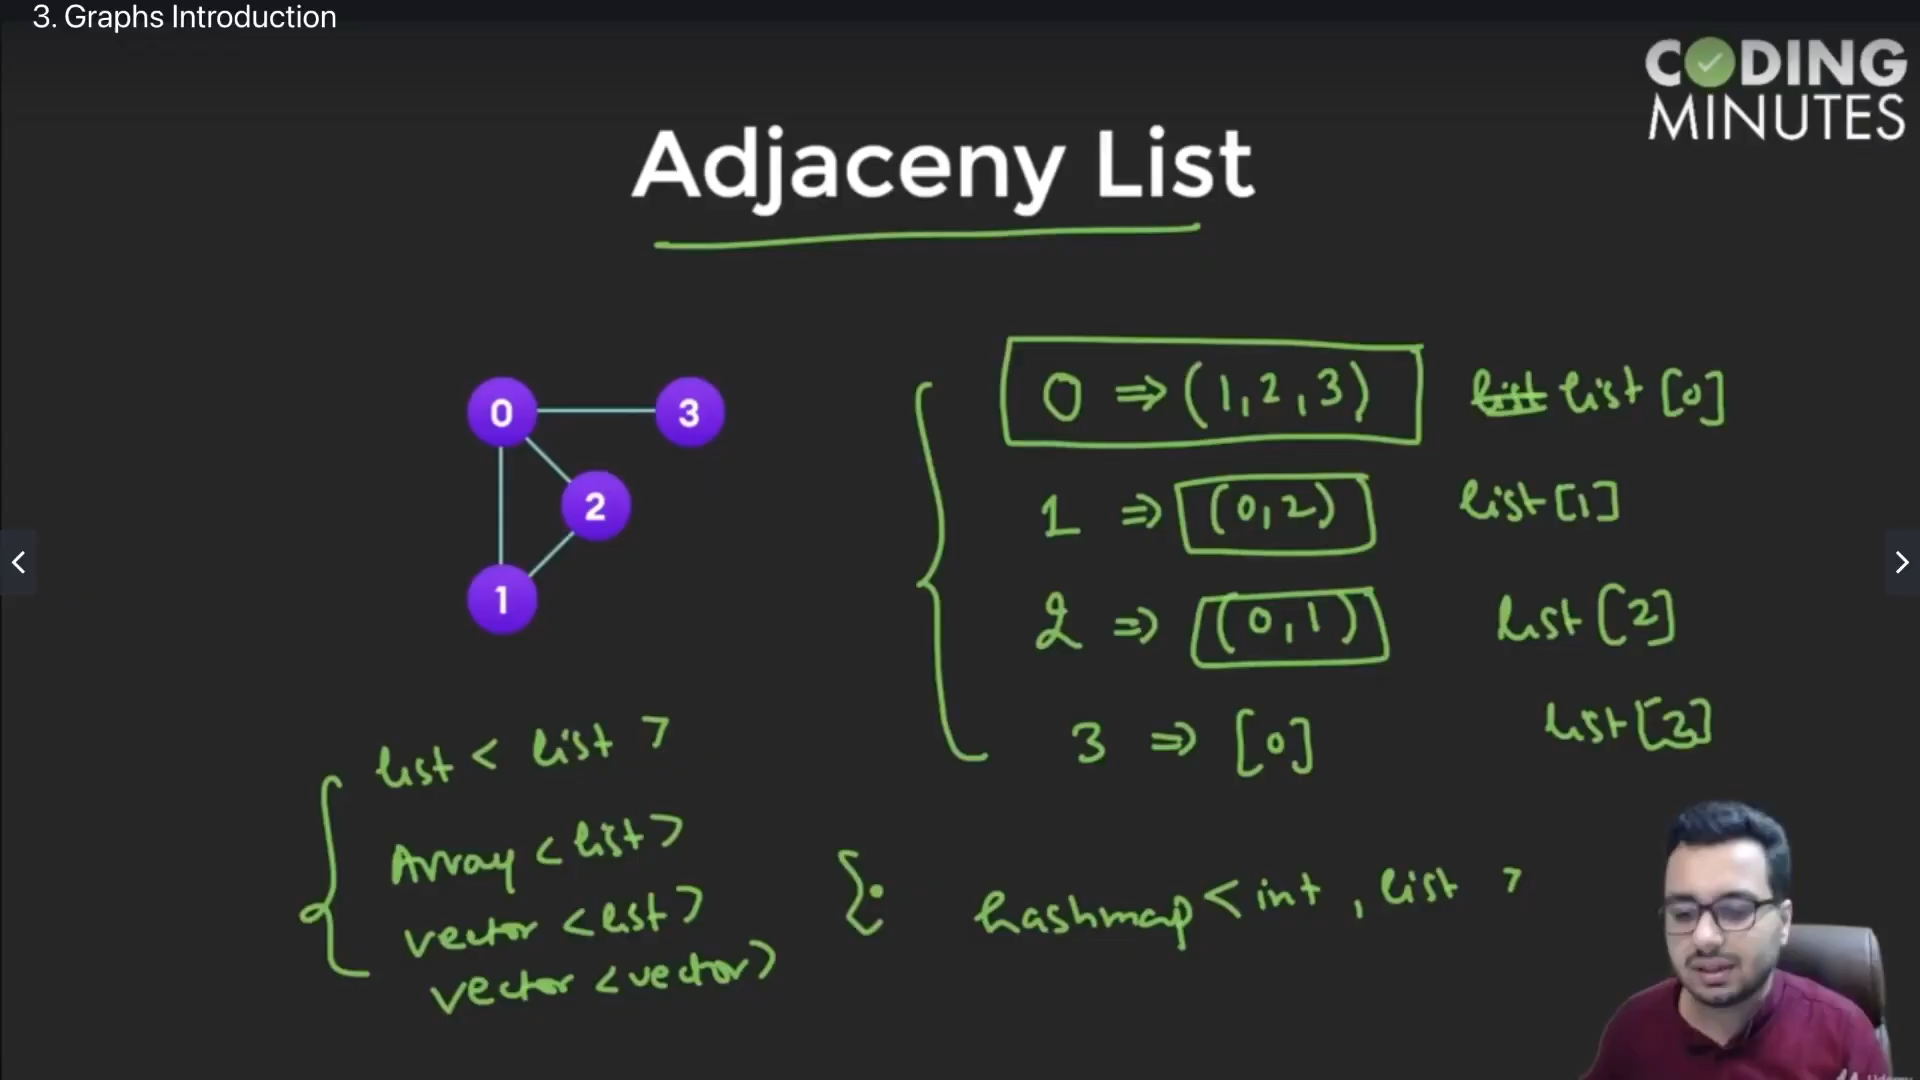 3. Graphs Introduction
CODING
MINUTES
Adjaceny List
0 ⇒ (1,2,3) list list [0]
1 ⇒ (0,2) list [1]
2 ⇒ (0,1) list [2]
3 ⇒ [0] list [3]
0
3
2
1
list < list >
Array < list >
vector < list >
vector < vector >
hashmap < int , list >